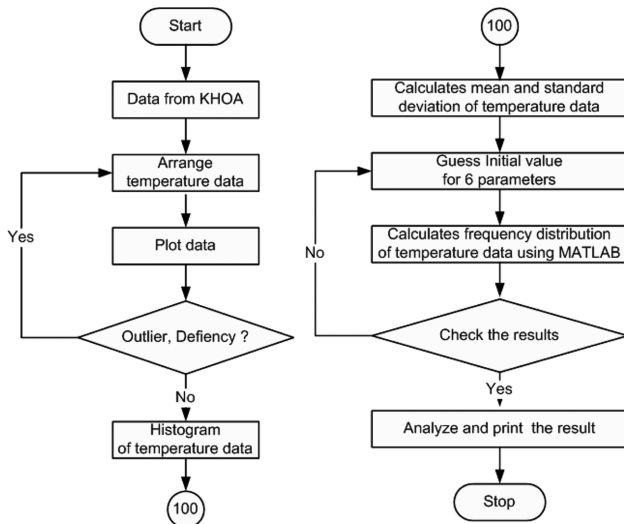 Start
Data from KHOA
Arrange
temperature data
Yes
Plot data
Outlier, Defiency ?
No
Histogram
of temperature data
100
100
Calculates mean and standard
deviation of temperature data
Guess Initial value
for 6 parameters
No
Calculates frequency distribution
of temperature data using MATLAB
Check the results
Yes
Analyze and print the result
Stop